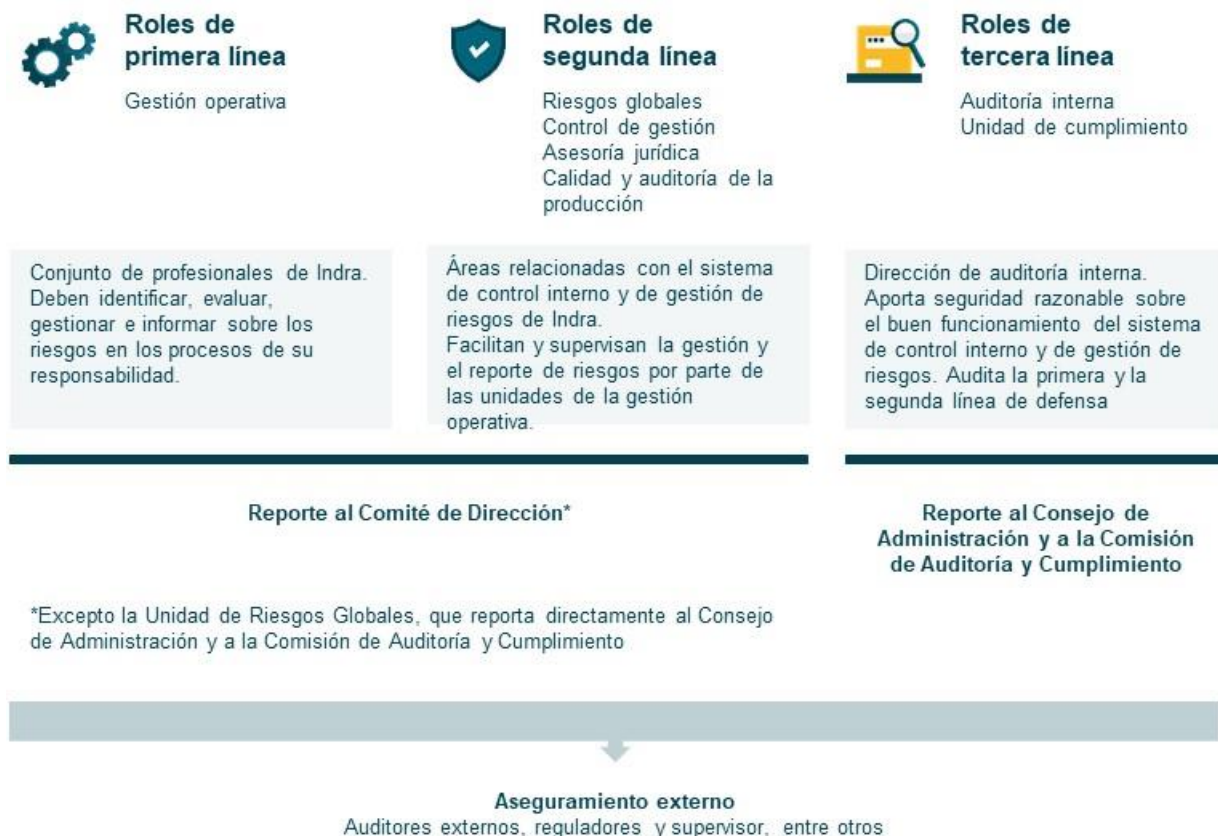 Roles de
primera línea
Gestión operativa
Roles de
segunda línea
Riesgos globales
Control de gestión
Asesoría jurídica
Calidad y auditoría de la
producción
Roles de
tercera línea
Auditoría interna
Unidad de cumplimiento
Conjunto de profesionales de Indra.
Deben identificar, evaluar,
gestionar e informar sobre los
riesgos en los procesos de su
responsabilidad.
Áreas relacionadas con el sistema
de control interno y de gestión de
riesgos de Indra.
Facilitan y supervisan la gestión y
el reporte de riesgos por parte de
las unidades de la gestión
operativa.
Dirección de auditoría interna.
Aporta seguridad razonable sobre
el buen funcionamiento del sistema
de control interno y de gestión de
riesgos. Audita la primera y la
segunda línea de defensa
Reporte al Comité de Dirección*
Reporte al Consejo de
Administración y a la Comisión
de Auditoría y Cumplimiento
*Excepto la Unidad de Riesgos Globales, que reporta directamente al Consejo
de Administración y a la Comisión de Auditoría y Cumplimiento
Aseguramiento externo
Auditores externos, reguladores y supervisor, entre otros